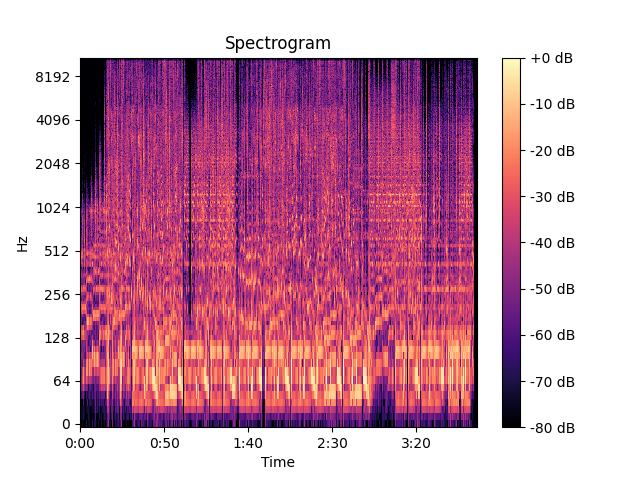 Spectrogram
8192
4096
2048
1024
512
256
128
64
0
Hz
0:00
0:50
1:40
2:30
3:20
Time
+0 dB
-10 dB
-20 dB
-30 dB
-40 dB
-50 dB
-60 dB
-70 dB
-80 dB